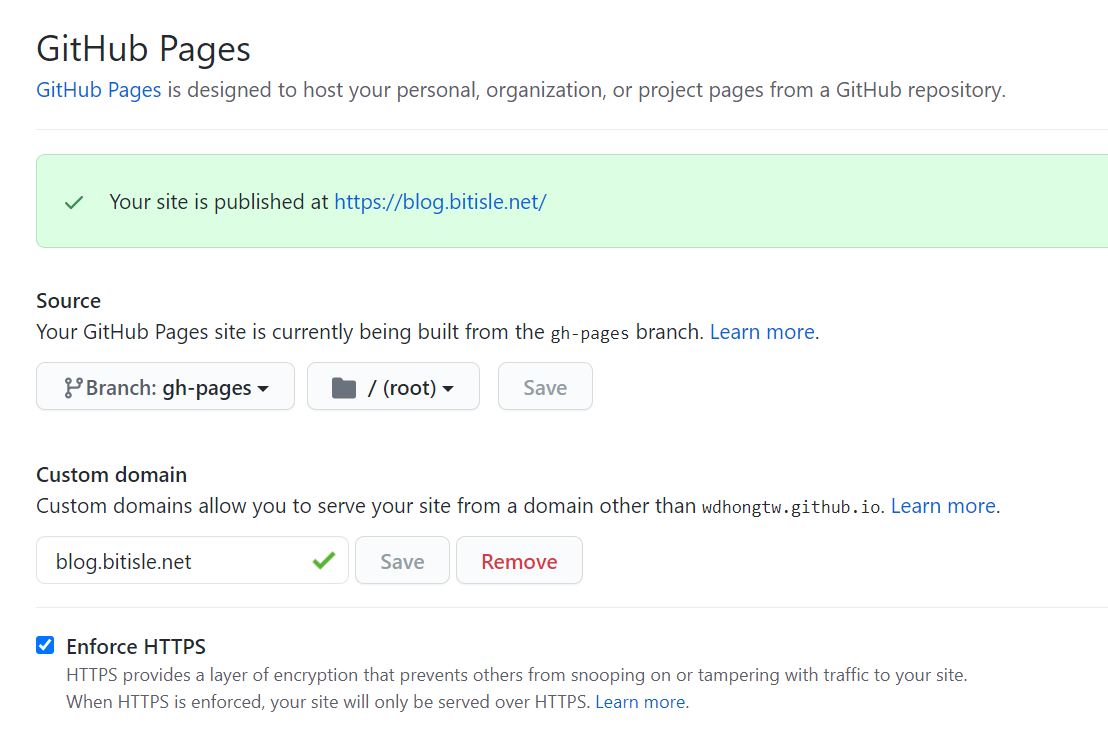 GitHub Pages
GitHub Pages is designed to host your personal, organization, or project pages from a GitHub repository.
Your site is published at https://blog.bitisle.net/
Source
Your GitHub Pages site is currently being built from the gh-pages branch. Learn more.
Branch: gh-pages / (root) Save
Custom domain
Custom domains allow you to serve your site from a domain other than wdhongtw.github.io. Learn more.
blog.bitisle.net Save Remove
Enforce HTTPS
HTTPS provides a layer of encryption that prevents others from snooping on or tampering with traffic to your site.
When HTTPS is enforced, your site will only be served over HTTPS. Learn more.